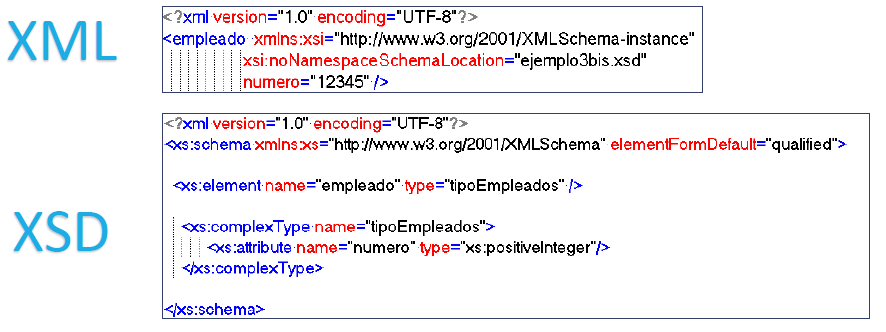 XML
<?xml version="1.0" encoding="UTF-8"?>
<empleado xmlns:xsi="http://www.w3.org/2001/XMLSchema-instance"
xsi:noNamespaceSchemaLocation="ejemplo3bis.xsd"
numero="12345" />
XSD
<?xml version="1.0" encoding="UTF-8"?>
<xs:schema xmlns:xs="http://www.w3.org/2001/XMLSchema" elementFormDefault="qualified">
<xs:element name="empleado" type="tipoEmpleados" />
<xs:complexType name="tipoEmpleados">
<xs:attribute name="numero" type="xs:positiveInteger"/>
</xs:complexType>
</xs:schema>